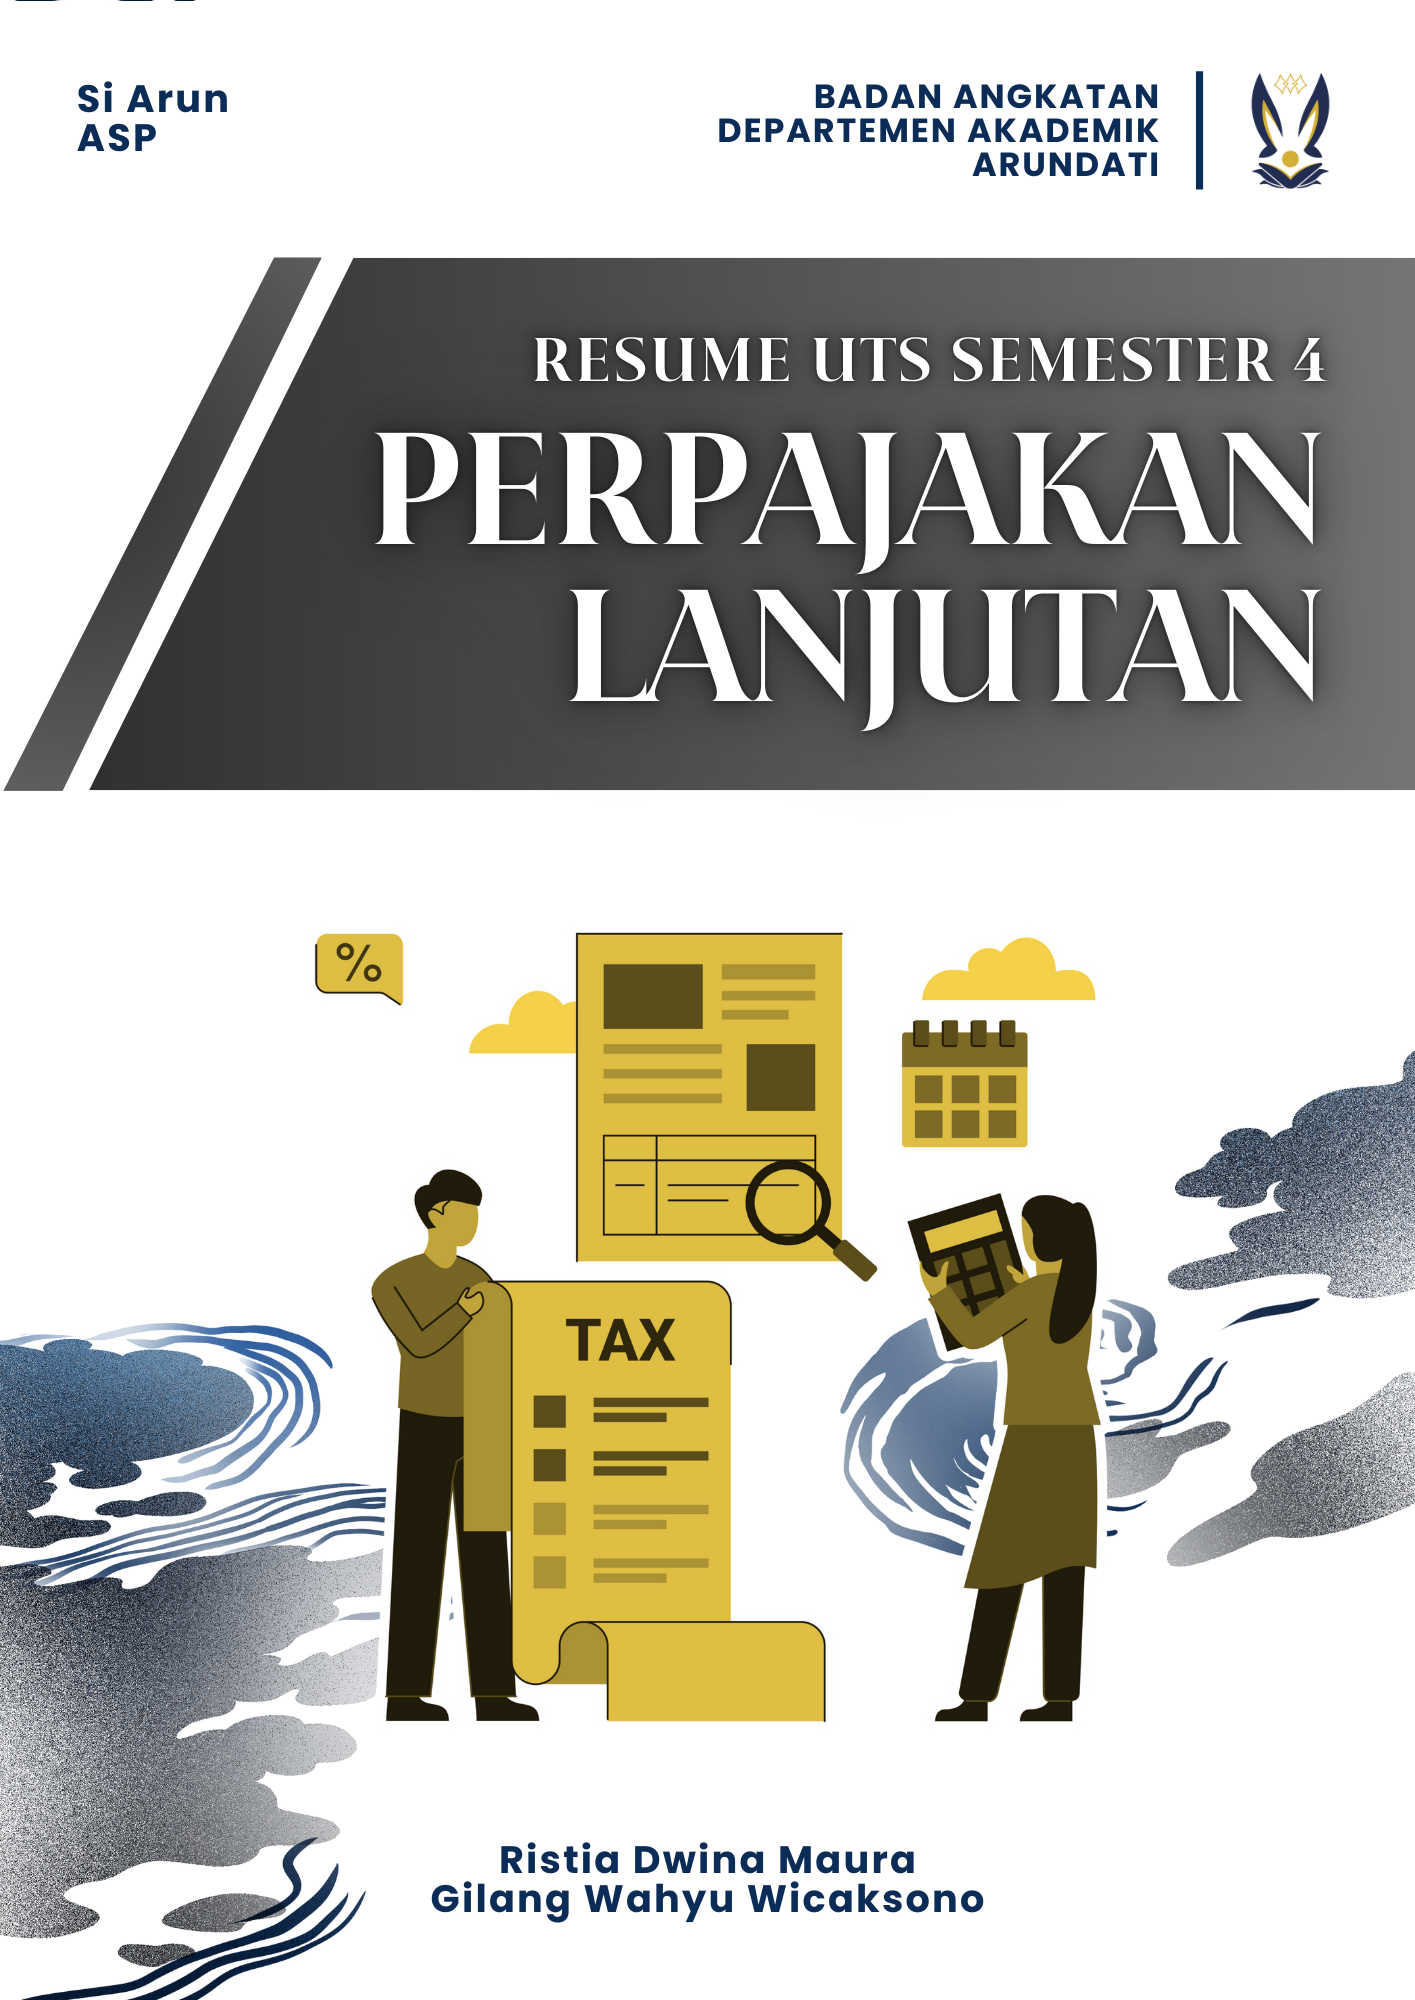 Si Arun
ASP
BADAN ANGKATAN
DEPARTEMEN AKADEMIK
ARUNDATI
RESUME UTS SEMESTER 4
PERPAJAKAN
LANJUTAN
%
TAX
Ristia Dwina Maura
Gilang Wahyu Wicaksono